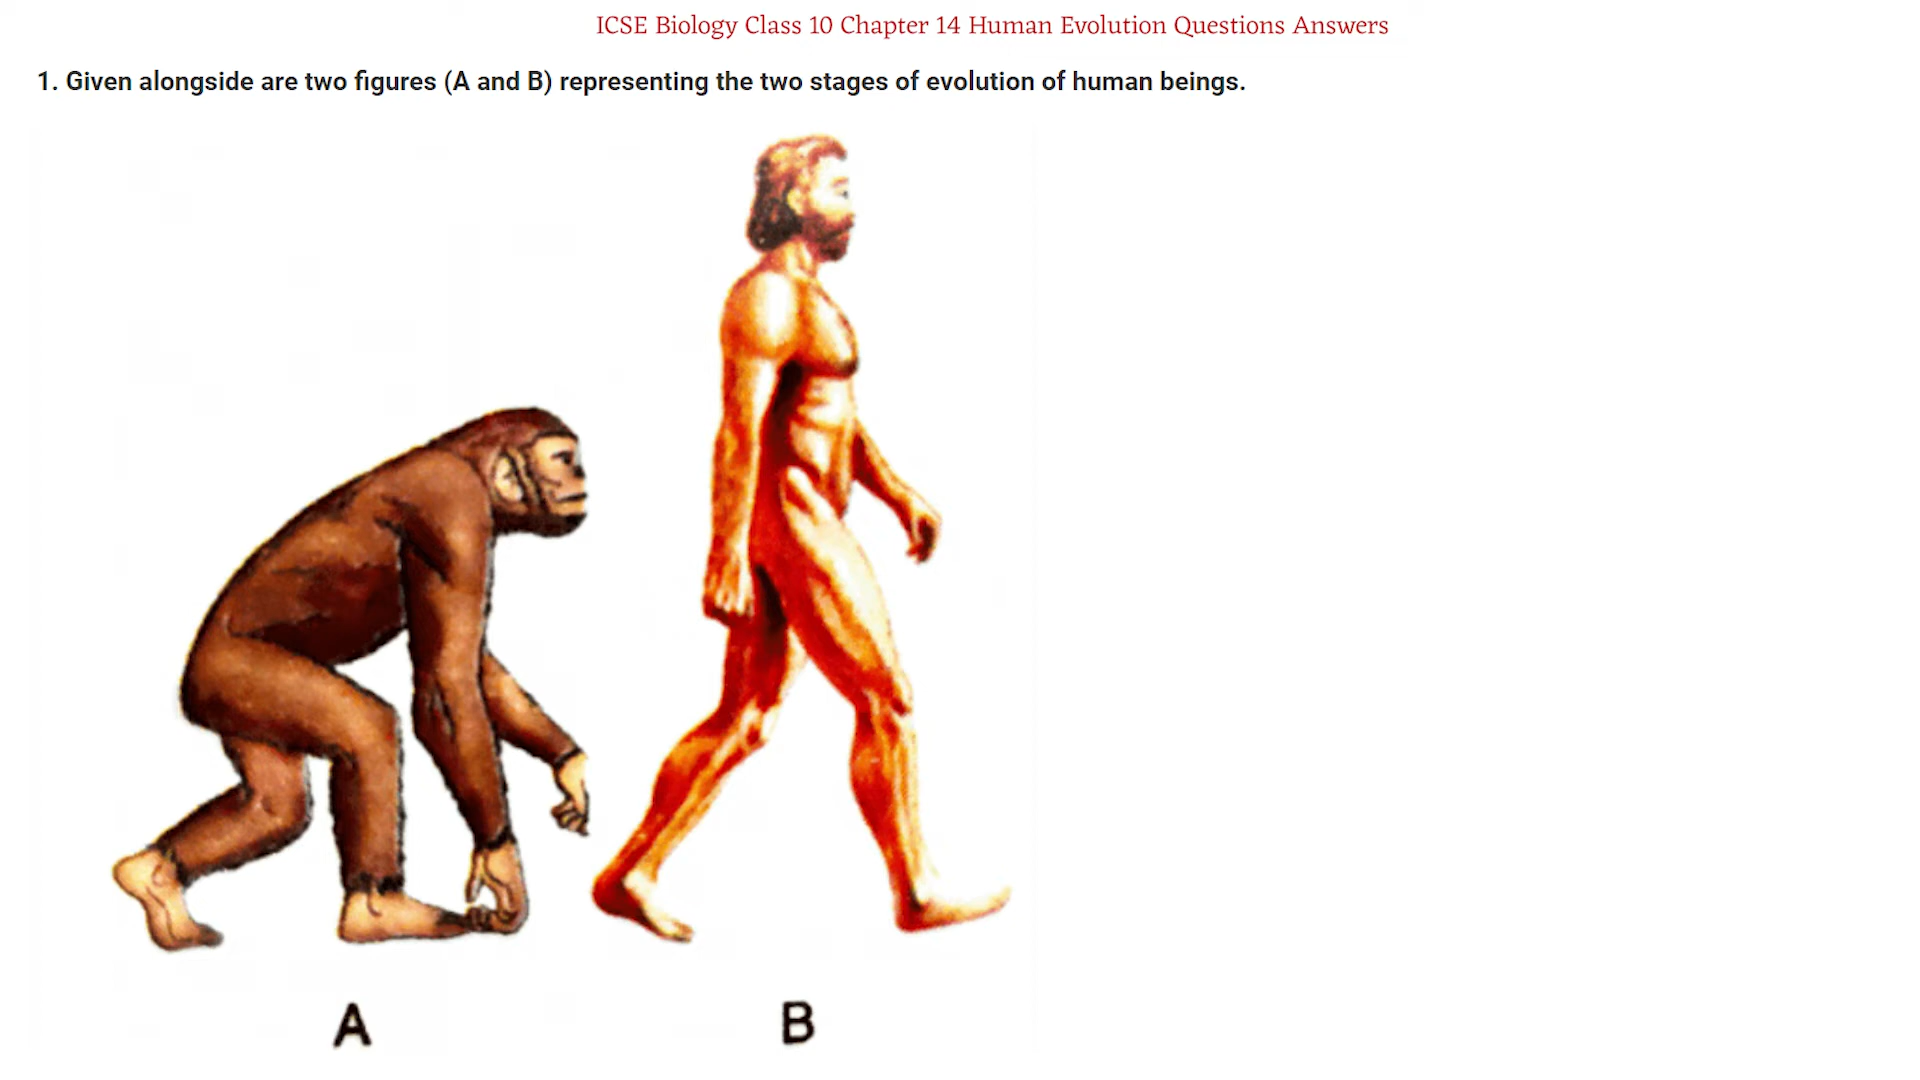 ICSE Biology Class 10 Chapter 14 Human Evolution Questions Answers
1. Given alongside are two figures (A and B) representing the two stages of evolution of human beings.
A
B